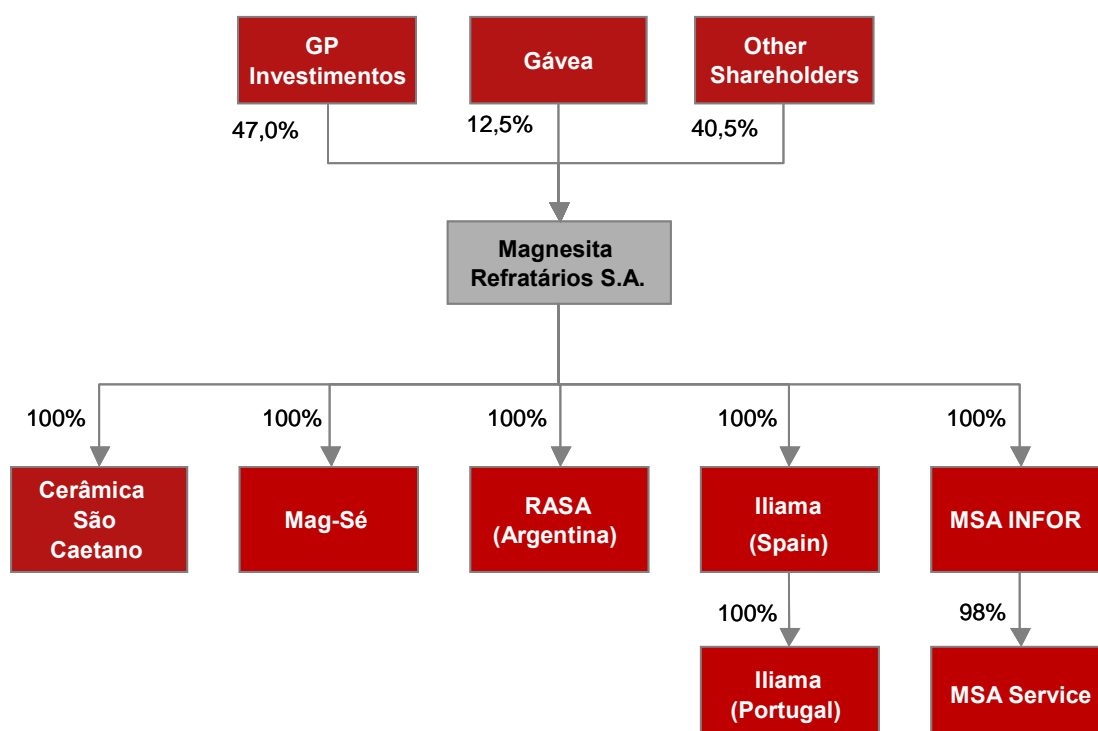 GP
Investimentos
Gávea
Other
Shareholders
47,0%
12,5%
40,5%
Magnesita
Refratários S.A.
100%
100%
100%
100%
100%
Cerâmica
São
Caetano
Mag-Sé
RASA
(Argentina)
Iliama
(Spain)
MSA INFOR
100%
98%
Iliama
(Portugal)
MSA Service